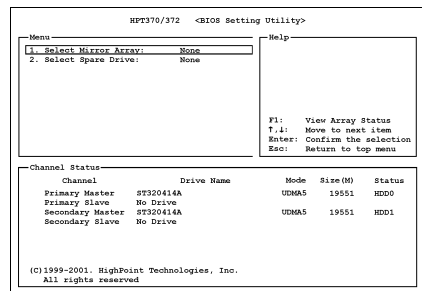 HPT370/372 <BIOS Setting Utility>
Menu
1. Select Mirror Array: None
2. Select Spare Drive: None
Help
F1: View Array Status
↑,↓: Move to next item
Enter: Confirm the selection
Esc: Return to top menu
Channel Status
Channel Drive Name Mode Size(M) Status
Primary Master ST320414A UDMA5 19551 HDD0
Primary Slave No Drive
Secondary Master ST320414A UDMA5 19551 HDD1
Secondary Slave No Drive
(C)1999-2001. HighPoint Technologies, Inc.
All rights reserved